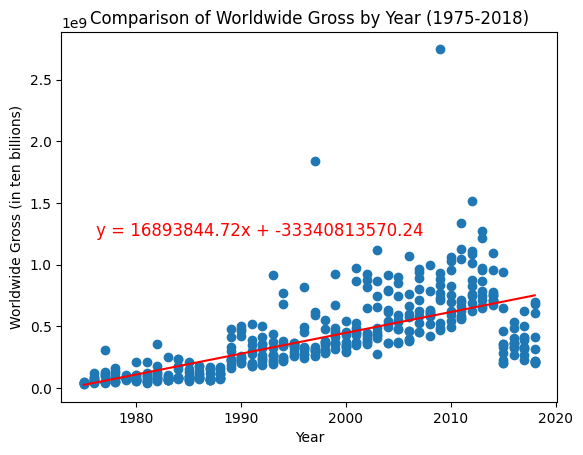 Comparison of Worldwide Gross by Year (1975-2018)
1e9
2.5
2.0
1.5
y = 16893844.72x + -33340813570.24
1.0
0.5
0.0
Worldwide Gross (in ten billions)
1980
1990
2000
2010
2020
Year